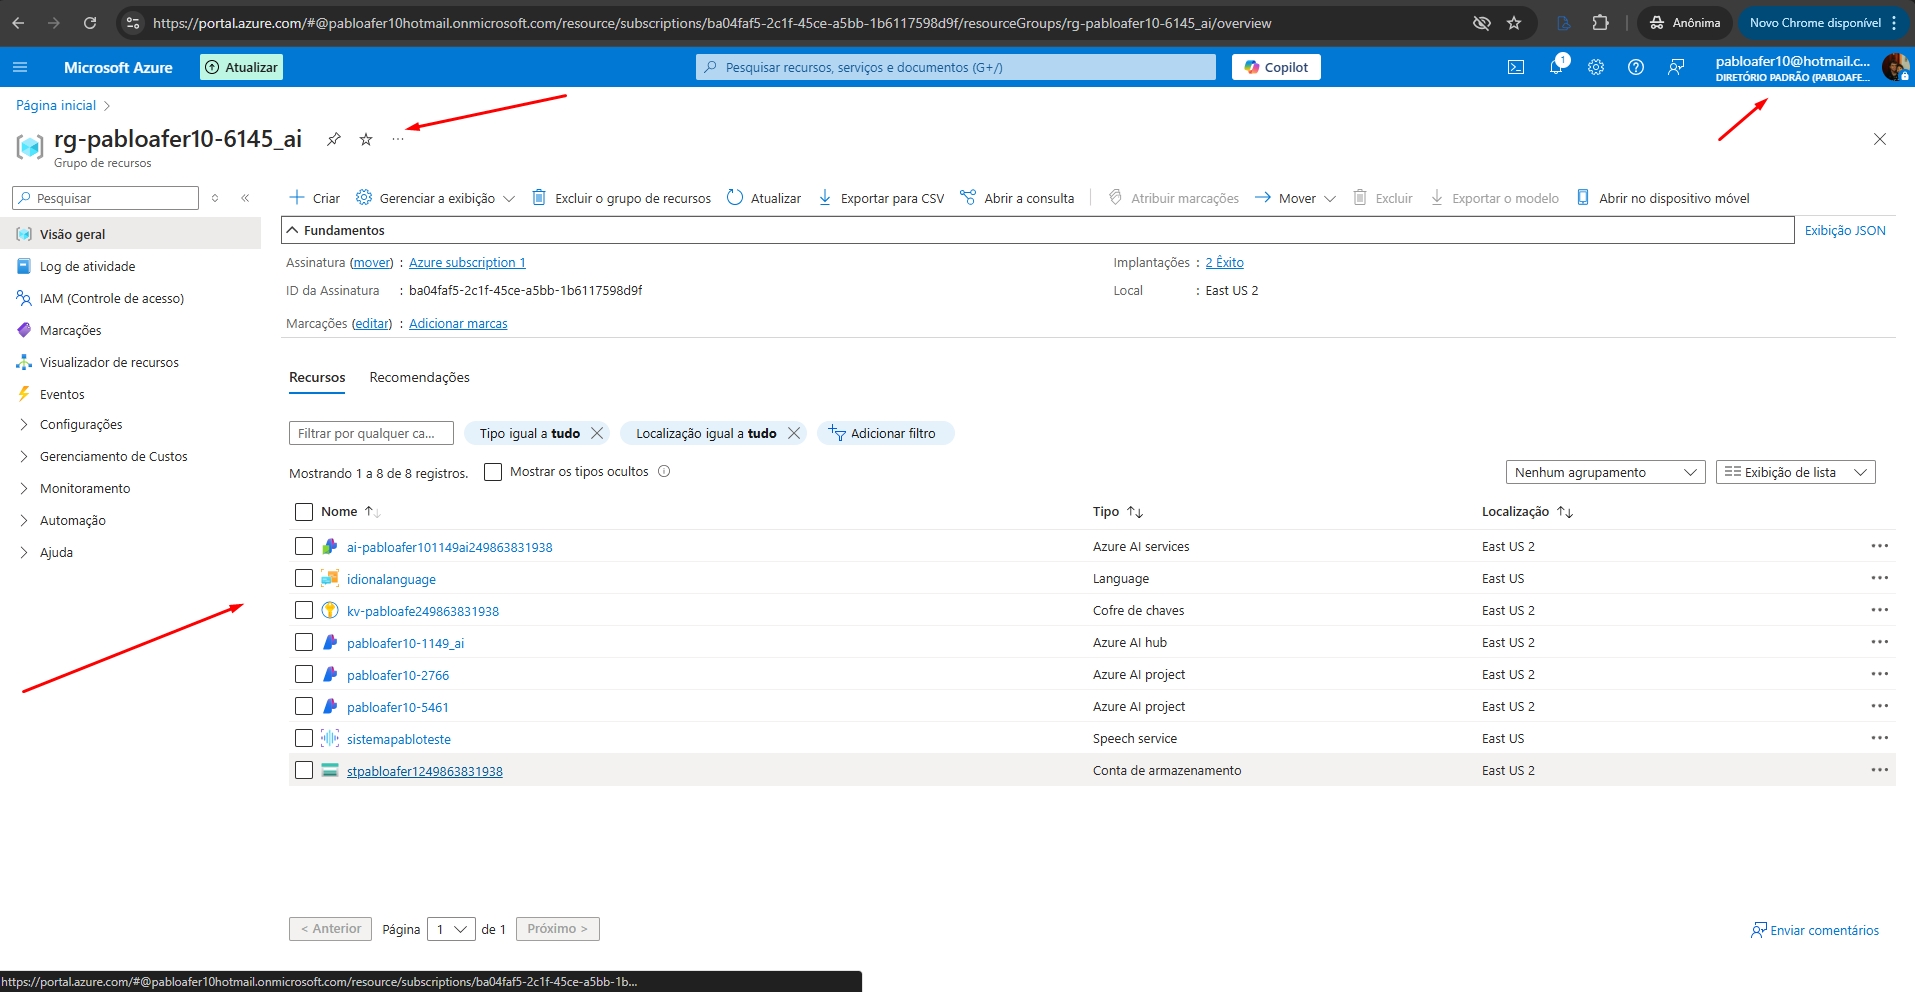 https://portal.azure.com/#@pabloafer10hotmail.onmicrosoft.com/resource/subscriptions/ba04faf5-2c1f-45ce-a5bb-1b6117598d9f/resourceGroups/rg-pabloafer10-6145_ai/overview
Anônima
Novo Chrome disponível
Microsoft Azure
Atualizar
Pesquisar recursos, serviços e documentos (G+/)
Copilot
1
pabloafer10@hotmail.c...
DIRETÓRIO PADRÃO (PABLOAFE...
Página inicial
rg-pabloafer10-6145_ai
Grupo de recursos
Pesquisar
Criar
Gerenciar a exibição
Excluir o grupo de recursos
Atualizar
Exportar para CSV
Abrir a consulta
Atribuir marcações
Mover
Excluir
Exportar o modelo
Abrir no dispositivo móvel
Visão geral
Log de atividade
IAM (Controle de acesso)
Marcações
Visualizador de recursos
Eventos
Configurações
Gerenciamento de Custos
Monitoramento
Automação
Ajuda
Fundamentos
Exibição JSON
Assinatura (mover) : Azure subscription 1
ID da Assinatura : ba04faf5-2c1f-45ce-a5bb-1b6117598d9f
Marcações (editar) : Adicionar marcas
Implantações : 2 Êxito
Local : East US 2
Recursos
Recomendações
Filtrar por qualquer ca...
Tipo igual a tudo
Localização igual a tudo
Adicionar filtro
Mostrando 1 a 8 de 8 registros.
Mostrar os tipos ocultos
Nenhum agrupamento
Exibição de lista
Nome Tipo Localização
ai-pabloafer101149ai249863831938 Azure AI services East US 2
idionalanguage Language East US
kv-pabloafe249863831938 Cofre de chaves East US 2
pabloafer10-1149_ai Azure AI hub East US 2
pabloafer10-2766 Azure AI project East US 2
pabloafer10-5461 Azure AI project East US 2
sistemapabloteste Speech service East US
stpabloafer1249863831938 Conta de armazenamento East US 2
< Anterior
Página 1 de 1
Próximo >
Enviar comentários
https://portal.azure.com/#@pabloafer10hotmail.onmicrosoft.com/resource/subscriptions/ba04faf5-2c1f-45ce-a5bb-1b...